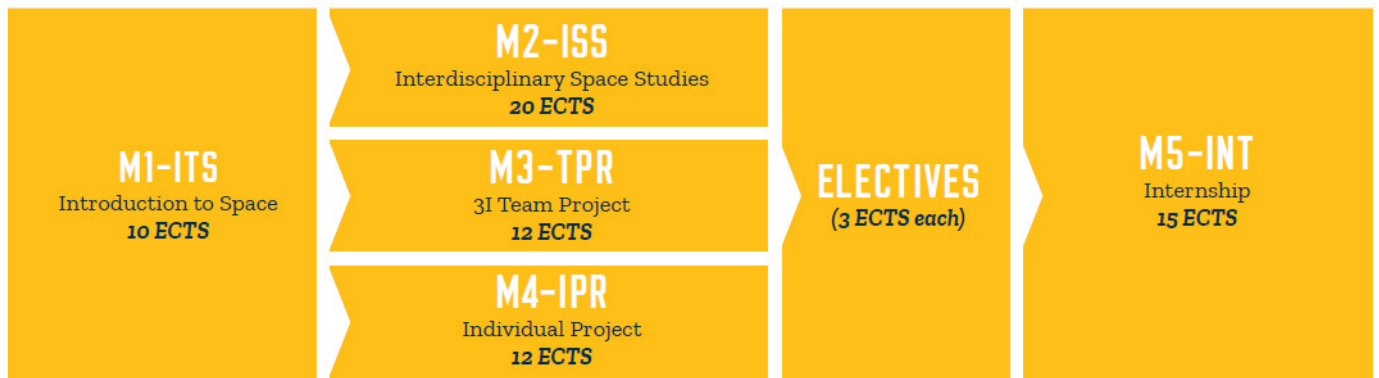 M1-ITS
Introduction to Space
10 ECTS
M2-ISS
Interdisciplinary Space Studies
20 ECTS
M3-TPR
3I Team Project
12 ECTS
M4-IPR
Individual Project
12 ECTS
ELECTIVES
(3 ECTS each)
M5-INT
Internship
15 ECTS